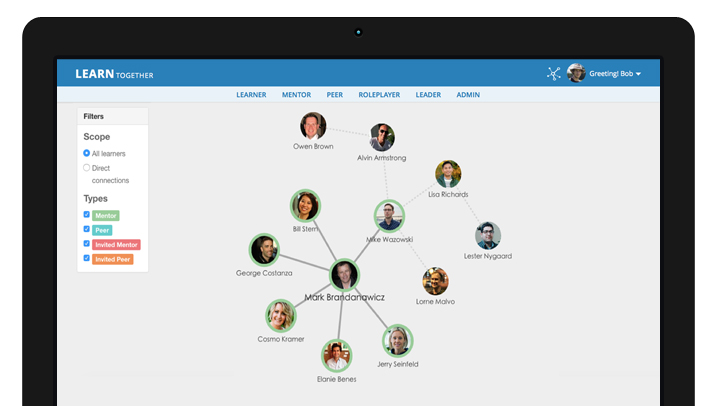 LEARN TOGETHER
Greeting! Bob
LEARNER MENTOR PEER ROLEPLAYER LEADER ADMIN
Filters
Scope
All learners
Direct
connections
Types
Mentor
Peer
Invited Mentor
Invited Peer
Owen Brown
Alvin Armstrong
Lisa Richards
Bill Stern
Mike Wazowski
Lester Nygaard
George Costanza
Mark Brandanawicz
Lorne Malvo
Cosmo Kramer
Jerry Seinfeld
Elanie Benes